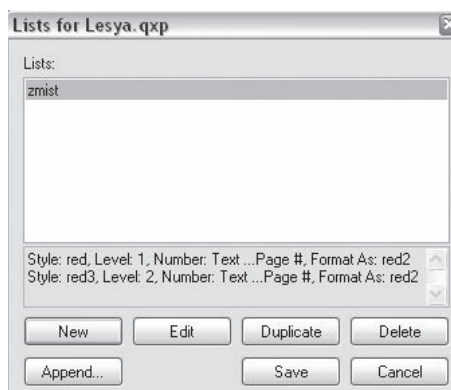 Lists for Lesya.qxp
Lists:
zmist
Style: red, Level: 1, Number: Text ...Page #, Format As: red2
Style: red3, Level: 2, Number: Text ...Page #, Format As: red2
New Edit Duplicate Delete
Append... Save Cancel